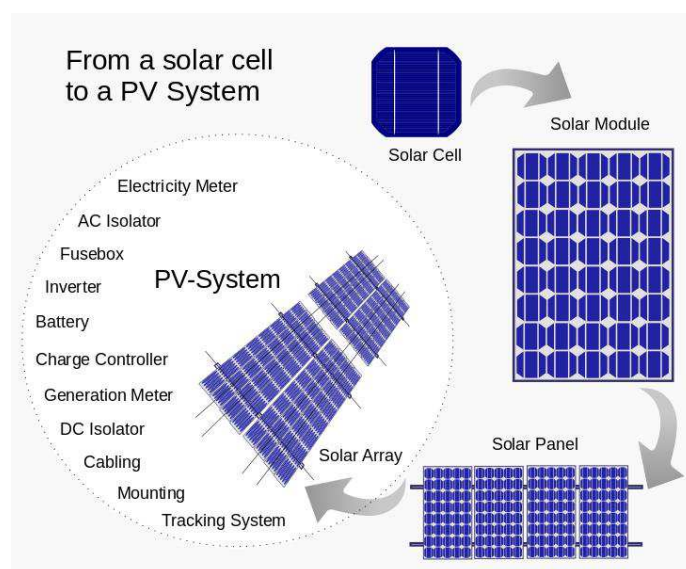 From a solar cell
to a PV System
Solar Cell
Solar Module
Electricity Meter
AC Isolator
Fusebox
Inverter
PV-System
Battery
Charge Controller
Generation Meter
DC Isolator
Cabling
Mounting
Tracking System
Solar Array
Solar Panel